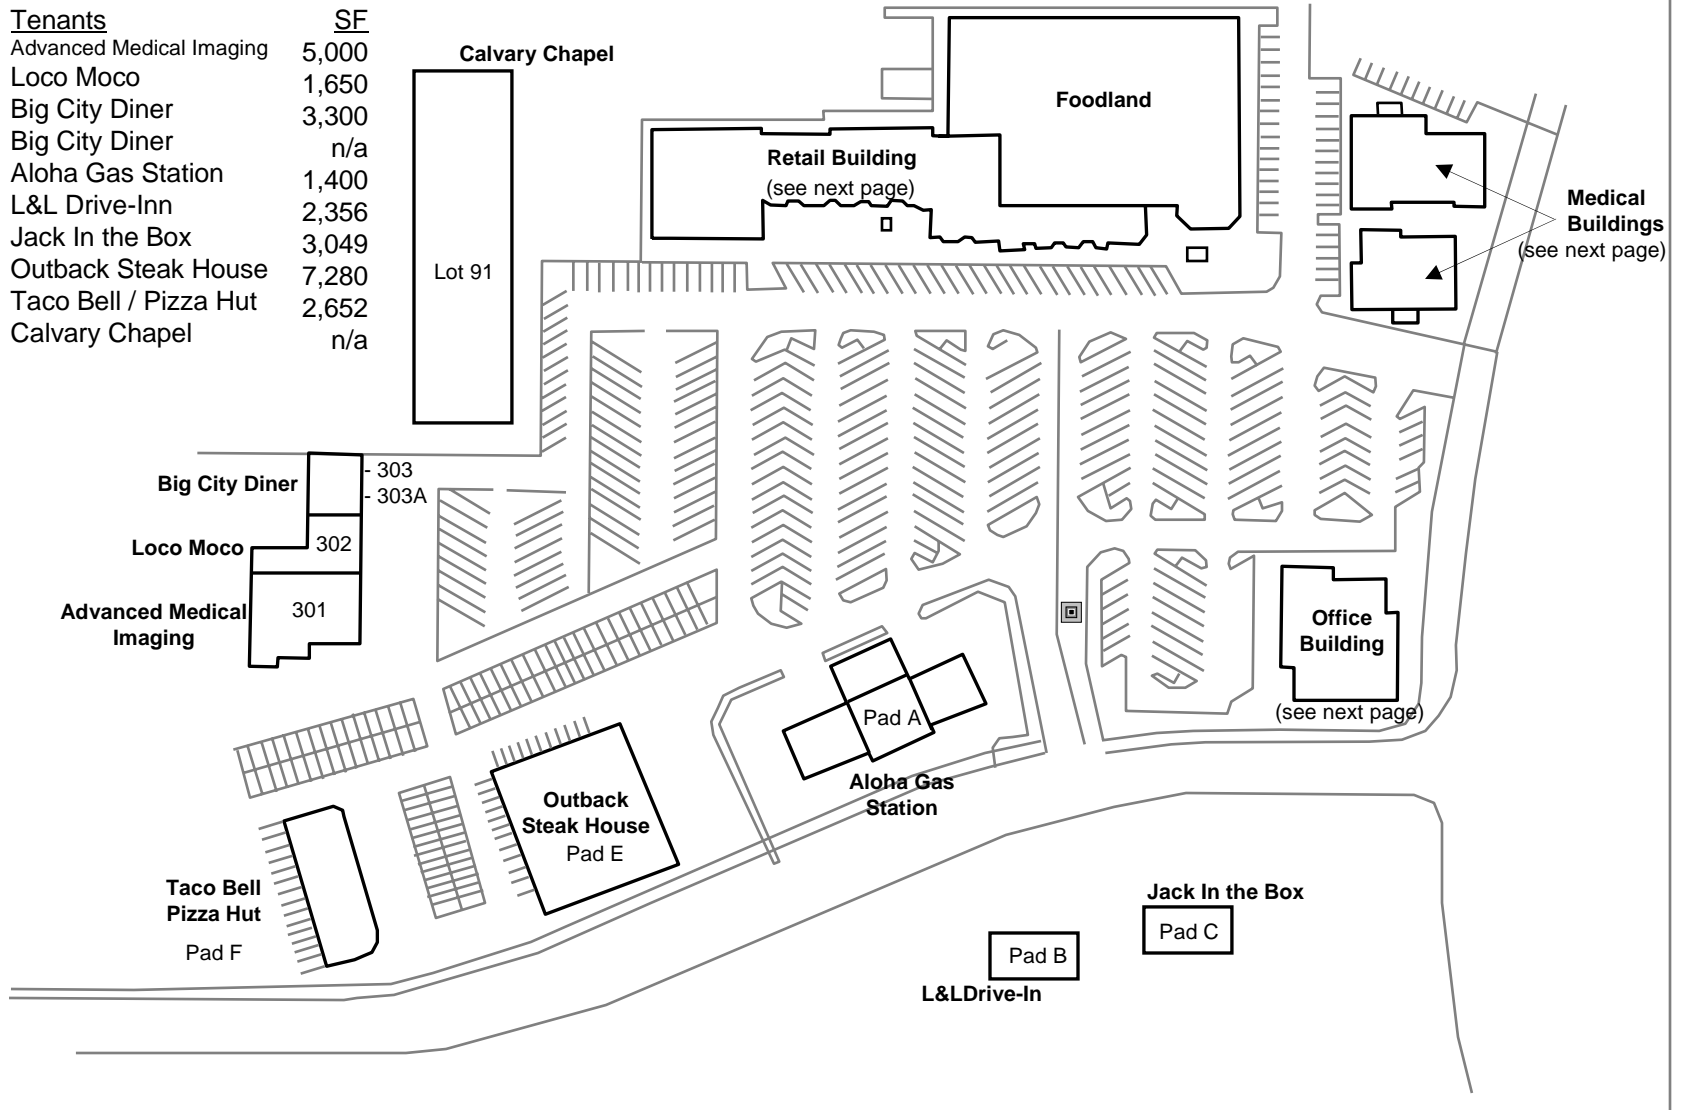 Tenants SF
Advanced Medical Imaging 5,000
Loco Moco 1,650
Big City Diner 3,300
Big City Diner n/a
Aloha Gas Station 1,400
L&L Drive-Inn 2,356
Jack In the Box 3,049
Outback Steak House 7,280
Taco Bell / Pizza Hut 2,652
Calvary Chapel n/a
Calvary Chapel
Lot 91
Foodland
Retail Building
(see next page)
Medical
Buildings
(see next page)
Big City Diner
- 303
- 303A
Loco Moco
302
Advanced Medical
Imaging
301
Office
Building
(see next page)
Pad A
Aloha Gas
Station
Outback
Steak House
Pad E
Taco Bell
Pizza Hut
Pad F
Jack In the Box
Pad C
Pad B
L&LDrive-In